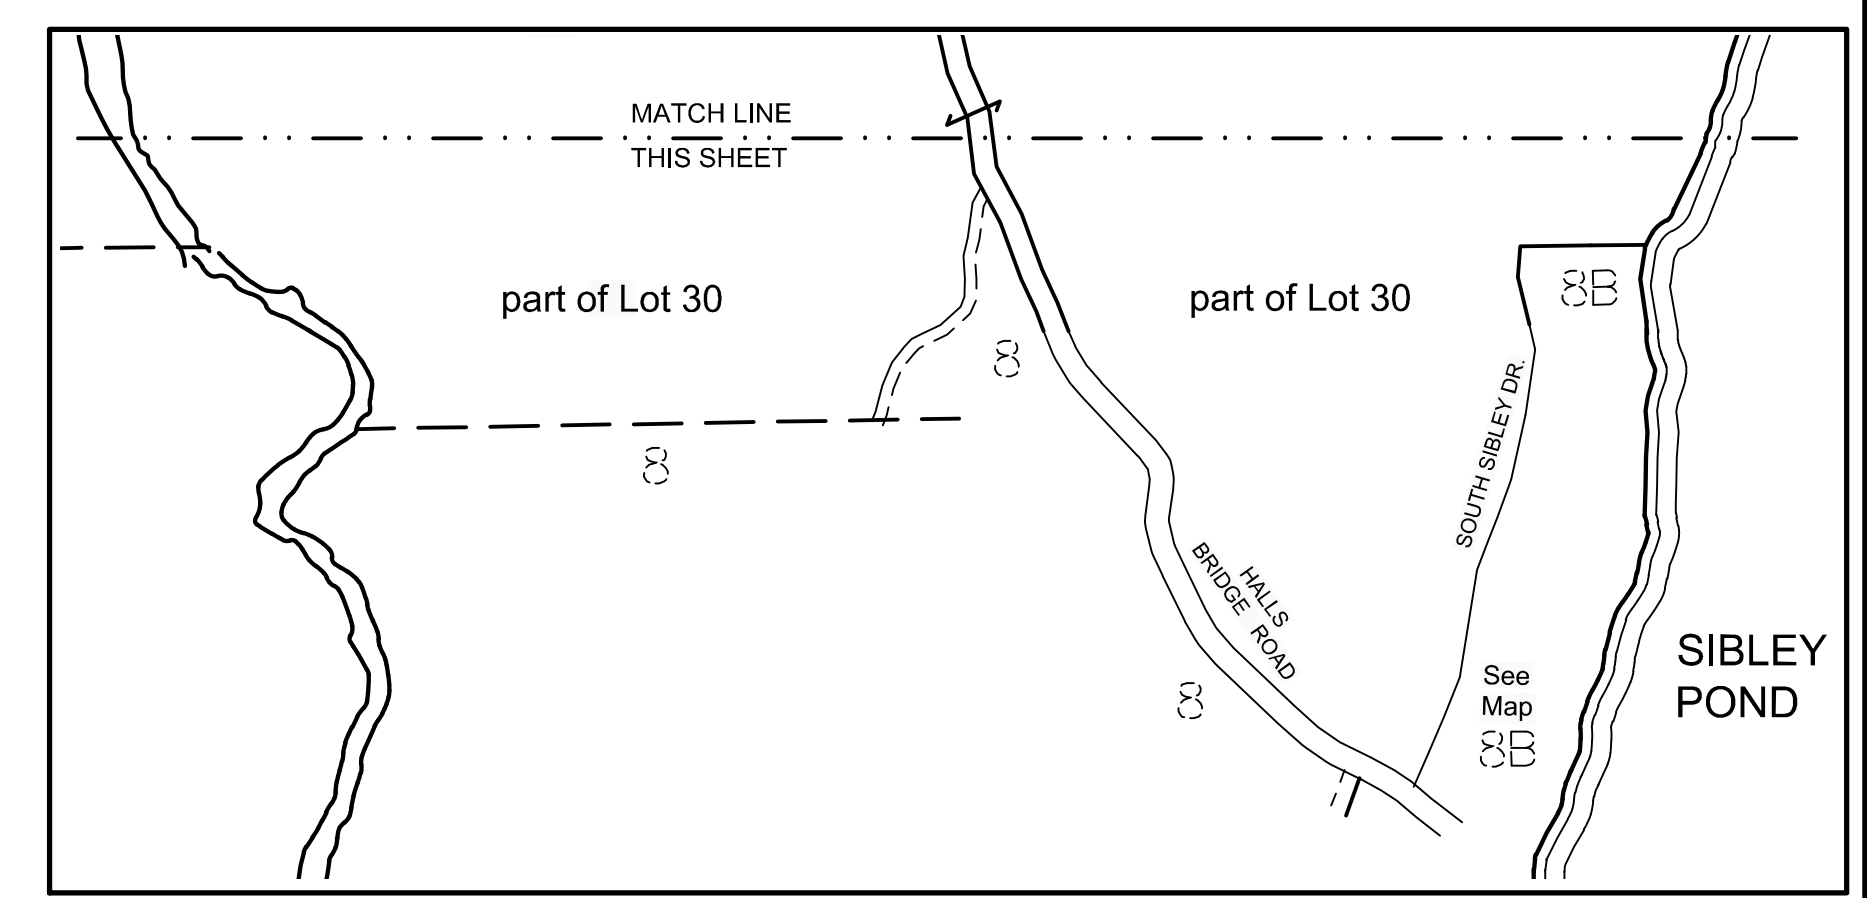 MATCH LINE
THIS SHEET
part of Lot 30
part of Lot 30
8B
8
8
SOUTH SIBLEY DR.
HALLS
BRIDGE ROAD
8
See
Map
8B
SIBLEY
POND